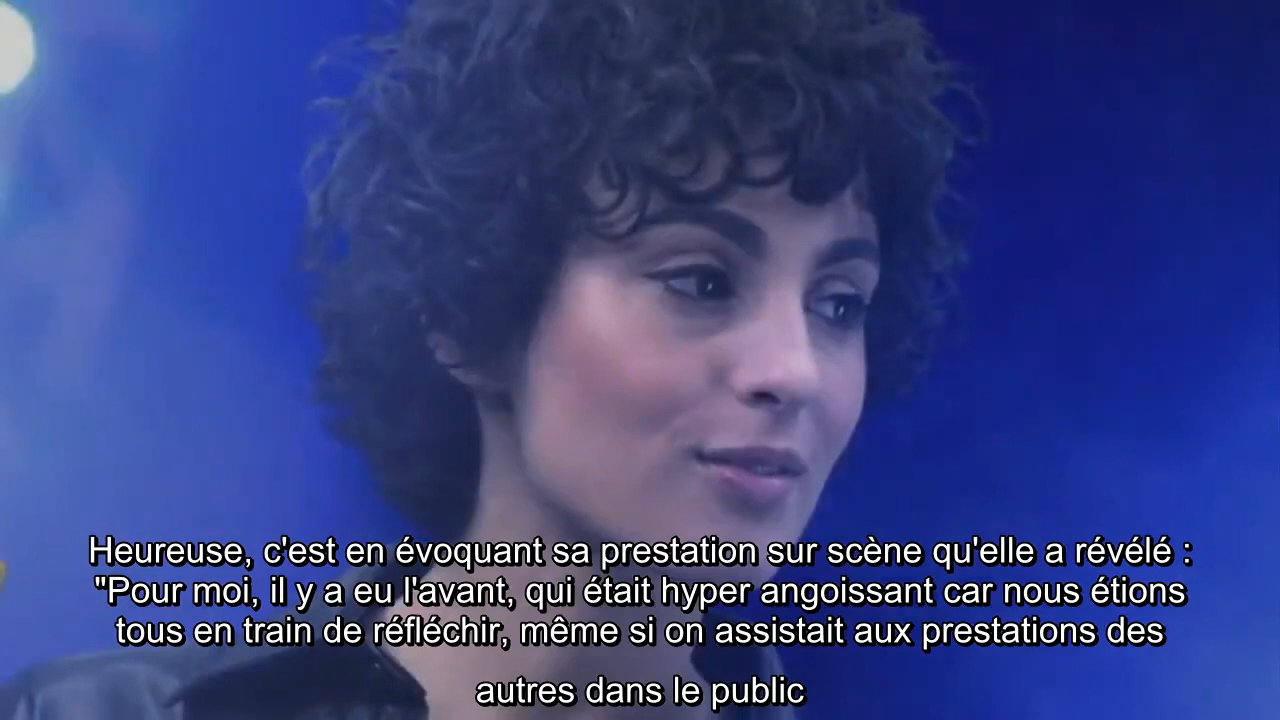 Heureuse, c'est en évoquant sa prestation sur scène qu'elle a révélé :
"Pour moi, il y a eu l'avant, qui était hyper angoissant car nous étions
tous en train de réfléchir, même si on assistait aux prestations des
autres dans le public